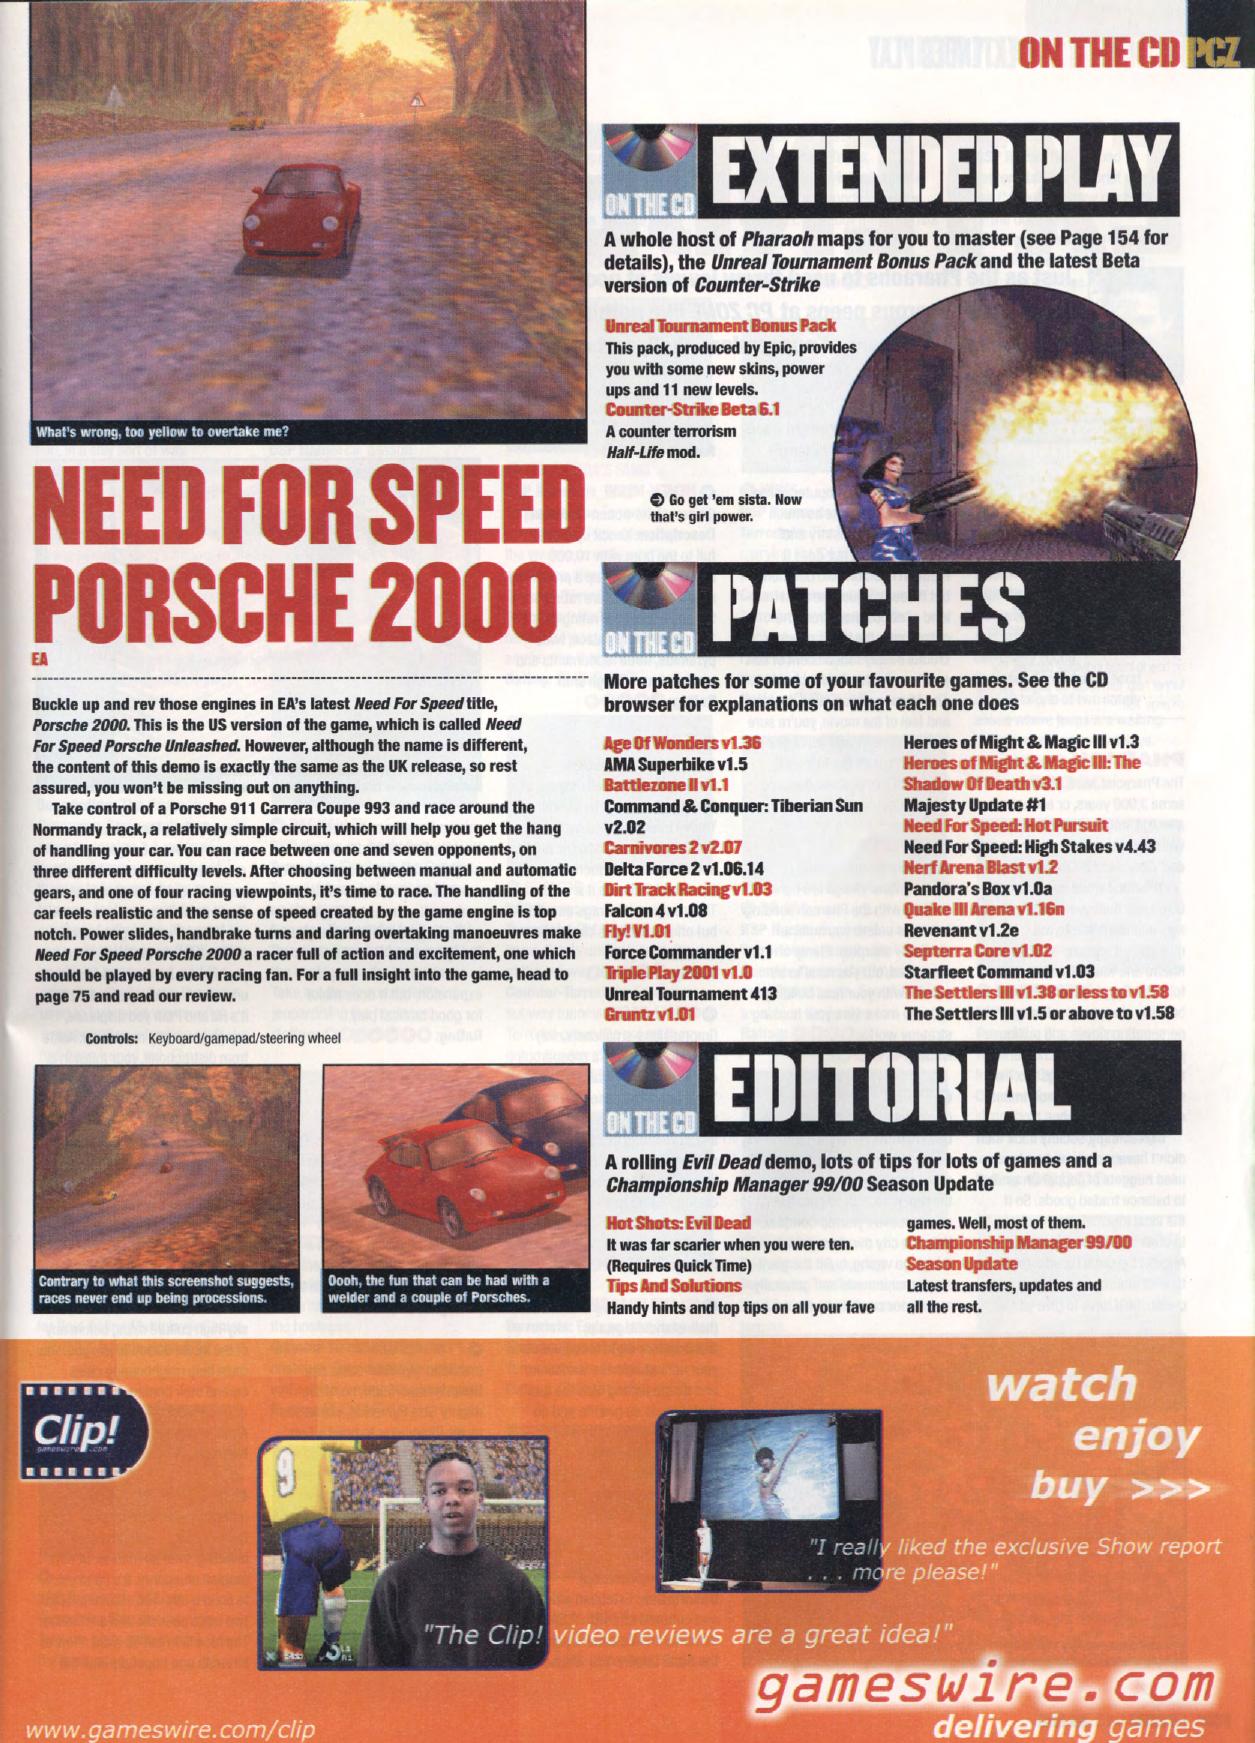 ON THE CD PCZ
What's wrong, too yellow to overtake me?
NEED FOR SPEED
PORSCHE 2000
EA
Buckle up and rev those engines in EA's latest Need For Speed title,
Porsche 2000. This is the US version of the game, which is called Need
For Speed Porsche Unleashed. However, although the name is different,
the content of this demo is exactly the same as the UK release, so rest
assured, you won't be missing out on anything.
Take control of a Porsche 911 Carrera Coupe 993 and race around the
Normandy track, a relatively simple circuit, which will help you get the hang
of handling your car. You can race between one and seven opponents, on
three different difficulty levels. After choosing between manual and automatic
gears, and one of four racing viewpoints, it's time to race. The handling of the
car feels realistic and the sense of speed created by the game engine is top
notch. Power slides, handbrake turns and daring overtaking manoeuvres make
Need For Speed Porsche 2000 a racer full of action and excitement, one which
should be played by every racing fan. For a full insight into the game, head to
page 75 and read our review.
Controls: Keyboard/gamepad/steering wheel
Contrary to what this screenshot suggests,
races never end up being processions.
Oooh, the fun that can be had with a
welder and a couple of Porsches.
ON THE CD
EXTENDED PLAY
A whole host of Pharaoh maps for you to master (see Page 154 for
details), the Unreal Tournament Bonus Pack and the latest Beta
version of Counter-Strike
Unreal Tournament Bonus Pack
This pack, produced by Epic, provides
you with some new skins, power
ups and 11 new levels.
Counter-Strike Beta 6.1
A counter terrorism
Half-Life mod.
Go get 'em sista. Now
that's girl power.
ON THE CD
PATCHES
More patches for some of your favourite games. See the CD
browser for explanations on what each one does
Age Of Wonders v1.36
AMA Superbike v1.5
Battlezone II v1.1
Command & Conquer: Tiberian Sun
v2.02
Carnivores 2 v2.07
Delta Force 2 v1.06.14
Dirt Track Racing v1.03
Falcon 4 v1.08
Fly! V1.01
Force Commander v1.1
Triple Play 2001 v1.0
Unreal Tournament 413
Gruntz v1.01
Heroes of Might & Magic III v1.3
Heroes of Might & Magic III: The
Shadow Of Death v3.1
Majesty Update #1
Need For Speed: Hot Pursuit
Need For Speed: High Stakes v4.43
Nerf Arena Blast v1.2
Pandora's Box v1.0a
Quake III Arena v1.16n
Revenant v1.2e
Septerra Core v1.02
Starfleet Command v1.03
The Settlers III v1.38 or less to v1.58
The Settlers III v1.5 or above to v1.58
ON THE CD
EDITORIAL
A rolling Evil Dead demo, lots of tips for lots of games and a
Championship Manager 99/00 Season Update
Hot Shots: Evil Dead
It was far scarier when you were ten.
(Requires Quick Time)
Tips And Solutions
Handy hints and top tips on all your fave
games. Well, most of them.
Championship Manager 99/00
Season Update
Latest transfers, updates and
all the rest.
Clip!
gameswire.com
9
watch
enjoy
buy >>>
"I really liked the exclusive Show report
. . . more please!"
"The Clip! video reviews are a great idea!"
gameswire.com
delivering games
www.gameswire.com/clip